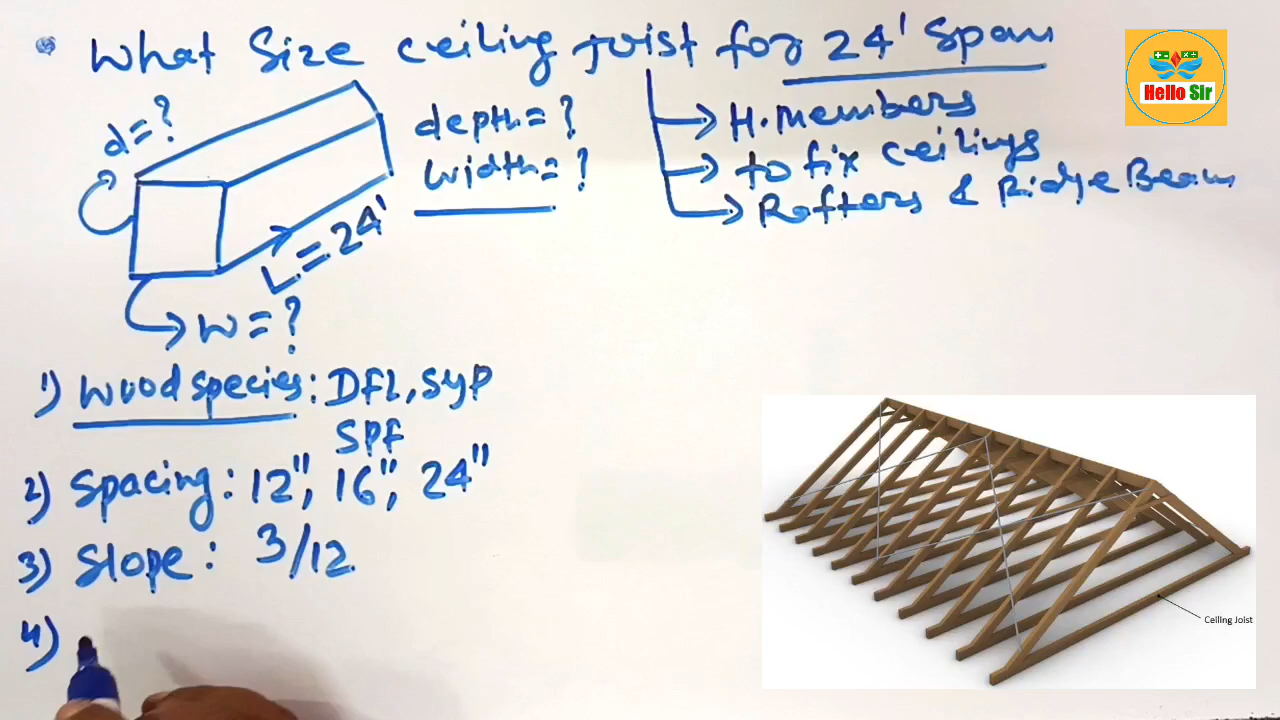 What Size ceiling joist for 24' Span
d=?
depth=?
width=?
→ H.members
→ to fix ceilings
→ Rafters & Ridge Beam
L=24'
→ W=?
1) Wood species: DFL, SYP
SPF
2) Spacing: 12", 16", 24"
3) Slope: 3/12
4)
Hello Sir
Ceiling Joist